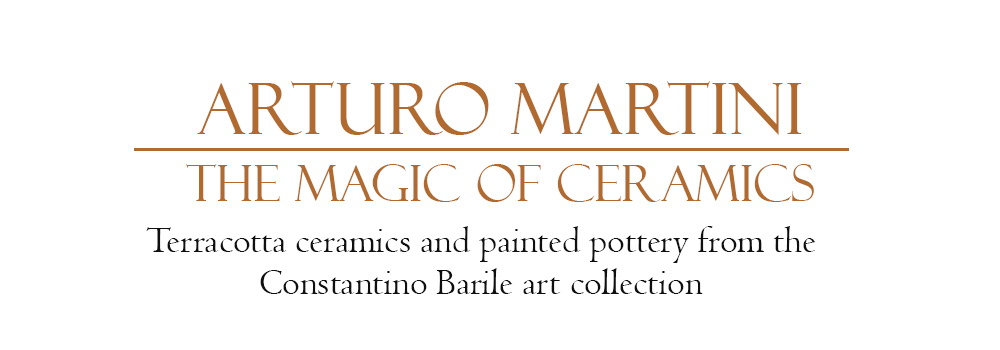 ARTURO MARTINI
THE MAGIC OF CERAMICS
Terracotta ceramics and painted pottery from the
Constantino Barile art collection